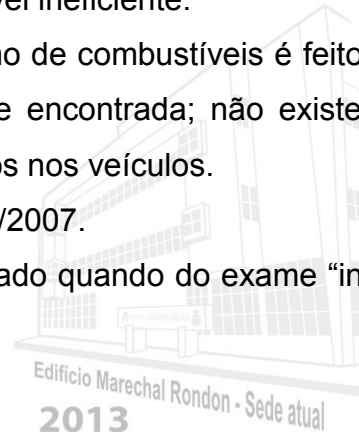 vel ineficiente.
no de combustíveis é feito
e encontrada; não existe
os nos veículos.
/2007.
ado quando do exame “in
Edifício Marechal Rondon - Sede atual
2013